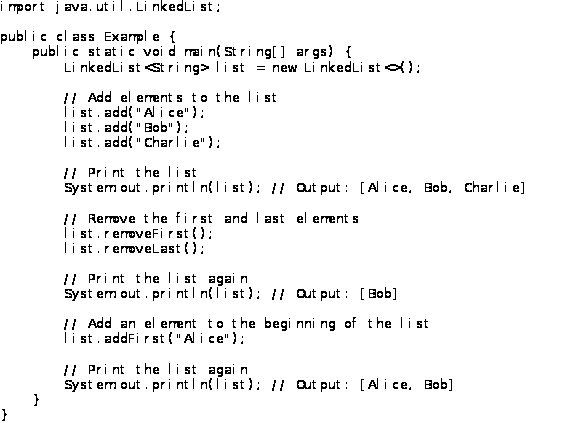 import java.util.LinkedList;

public class Example {
    public static void main(String[] args) {
        LinkedList<String> list = new LinkedList<>();

        // Add elements to the list
        list.add("Alice");
        list.add("Bob");
        list.add("Charlie");

        // Print the list
        System.out.println(list); // Output: [Alice, Bob, Charlie]

        // Remove the first and last elements
        list.removeFirst();
        list.removeLast();

        // Print the list again
        System.out.println(list); // Output: [Bob]

        // Add an element to the beginning of the list
        list.addFirst("Alice");

        // Print the list again
        System.out.println(list); // Output: [Alice, Bob]
    }
}